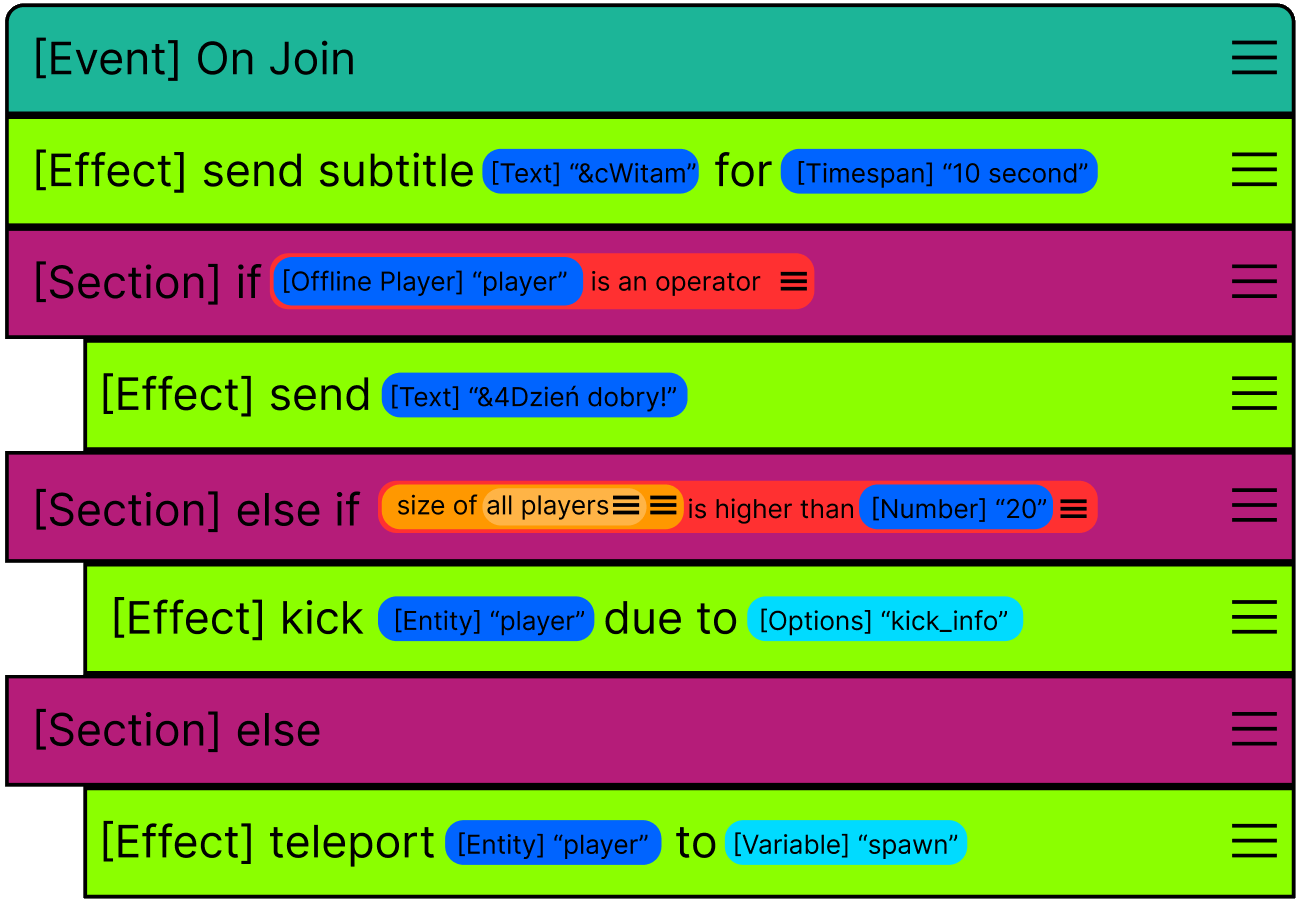 [Event] On Join
[Effect] send subtitle [Text] “&cWitam” for [Timespan] “10 second”
[Section] if [Offline Player] “player” is an operator
[Effect] send [Text] “&4Dzień dobry!”
[Section] else if size of all players is higher than [Number] “20”
[Effect] kick [Entity] “player” due to [Options] “kick_info”
[Section] else
[Effect] teleport [Entity] “player” to [Variable] “spawn”